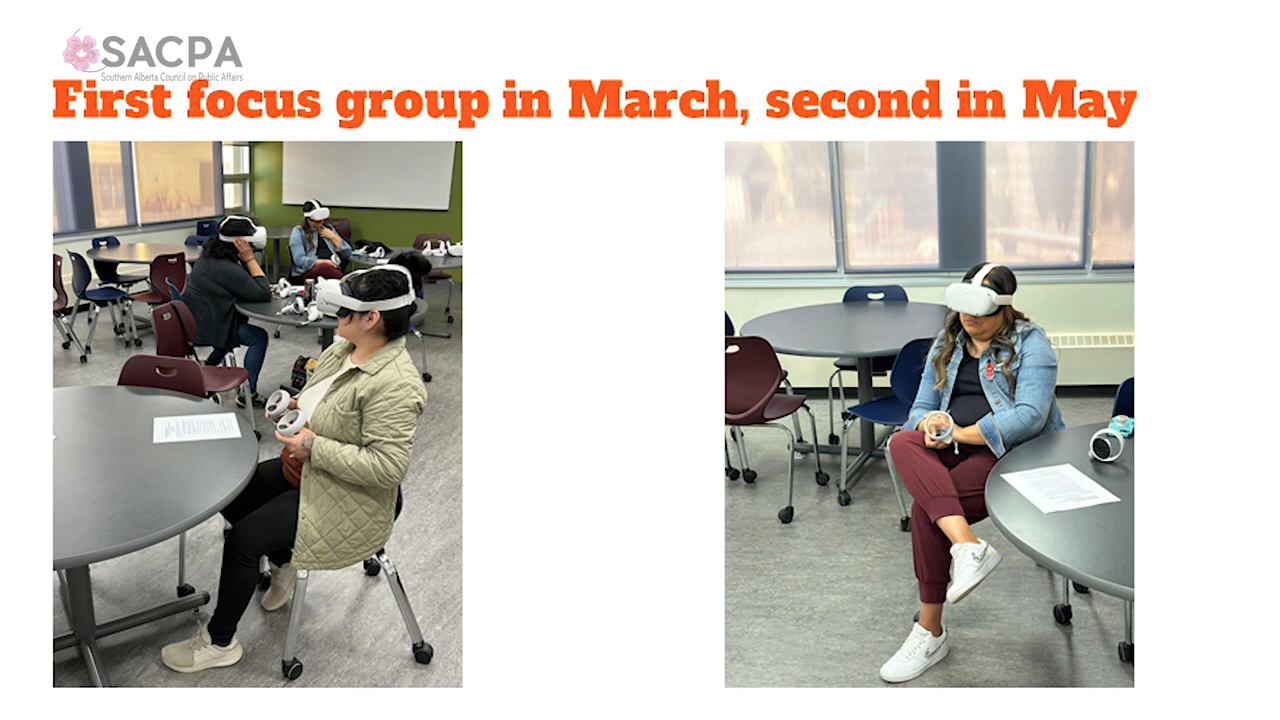 SACPA
Southern Alberta Council on Public Affairs
First focus group in March, second in May